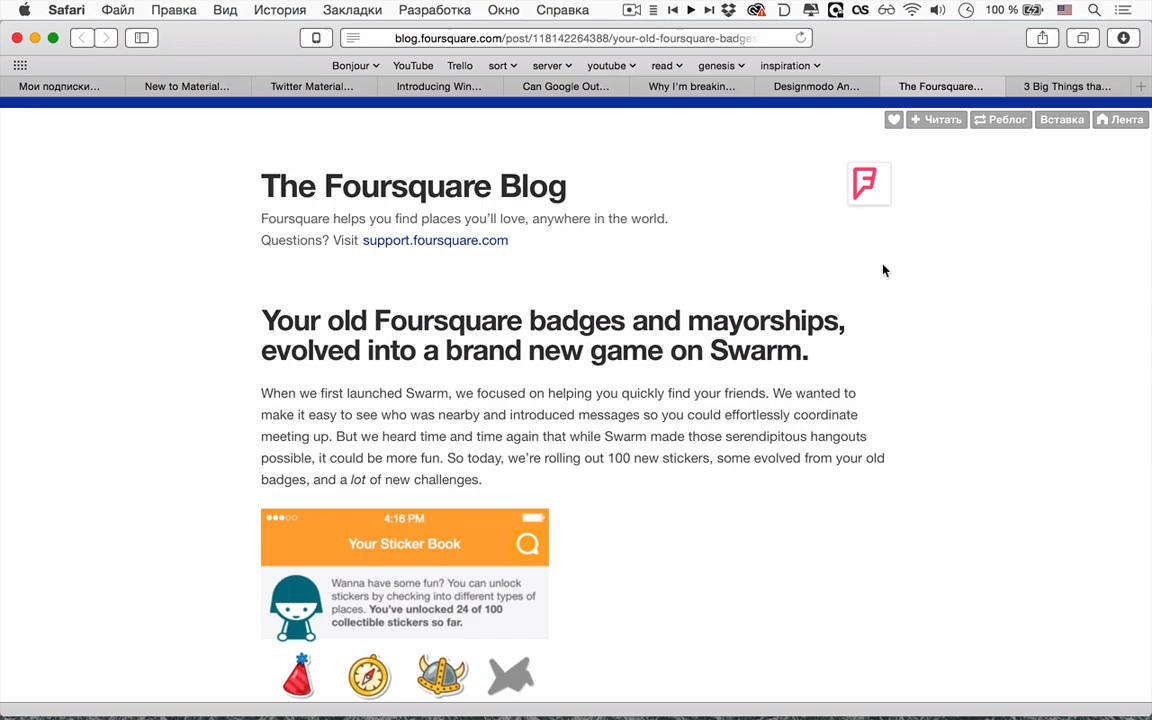 Safari Файл Правка Вид История Закладки Разработка Окно Справка 100 %
blog.foursquare.com/post/118142264388/your-old-foursquare-badges
Bonjour YouTube Trello sort server youtube read genesis inspiration
Мои подписки... New to Material... Twitter Material... Introducing Win... Can Google Out... Why I'm breakin... Designmodo An... The Foursquare... 3 Big Things tha...
Читать Реблог Вставка Лента
The Foursquare Blog
Foursquare helps you find places you'll love, anywhere in the world.
Questions? Visit support.foursquare.com
Your old Foursquare badges and mayorships,
evolved into a brand new game on Swarm.
When we first launched Swarm, we focused on helping you quickly find your friends. We wanted to
make it easy to see who was nearby and introduced messages so you could effortlessly coordinate
meeting up. But we heard time and time again that while Swarm made those serendipitous hangouts
possible, it could be more fun. So today, we're rolling out 100 new stickers, some evolved from your old
badges, and a lot of new challenges.
4:16 PM
Your Sticker Book
Wanna have some fun? You can unlock
stickers by checking into different types of
places. You've unlocked 24 of 100
collectible stickers so far.